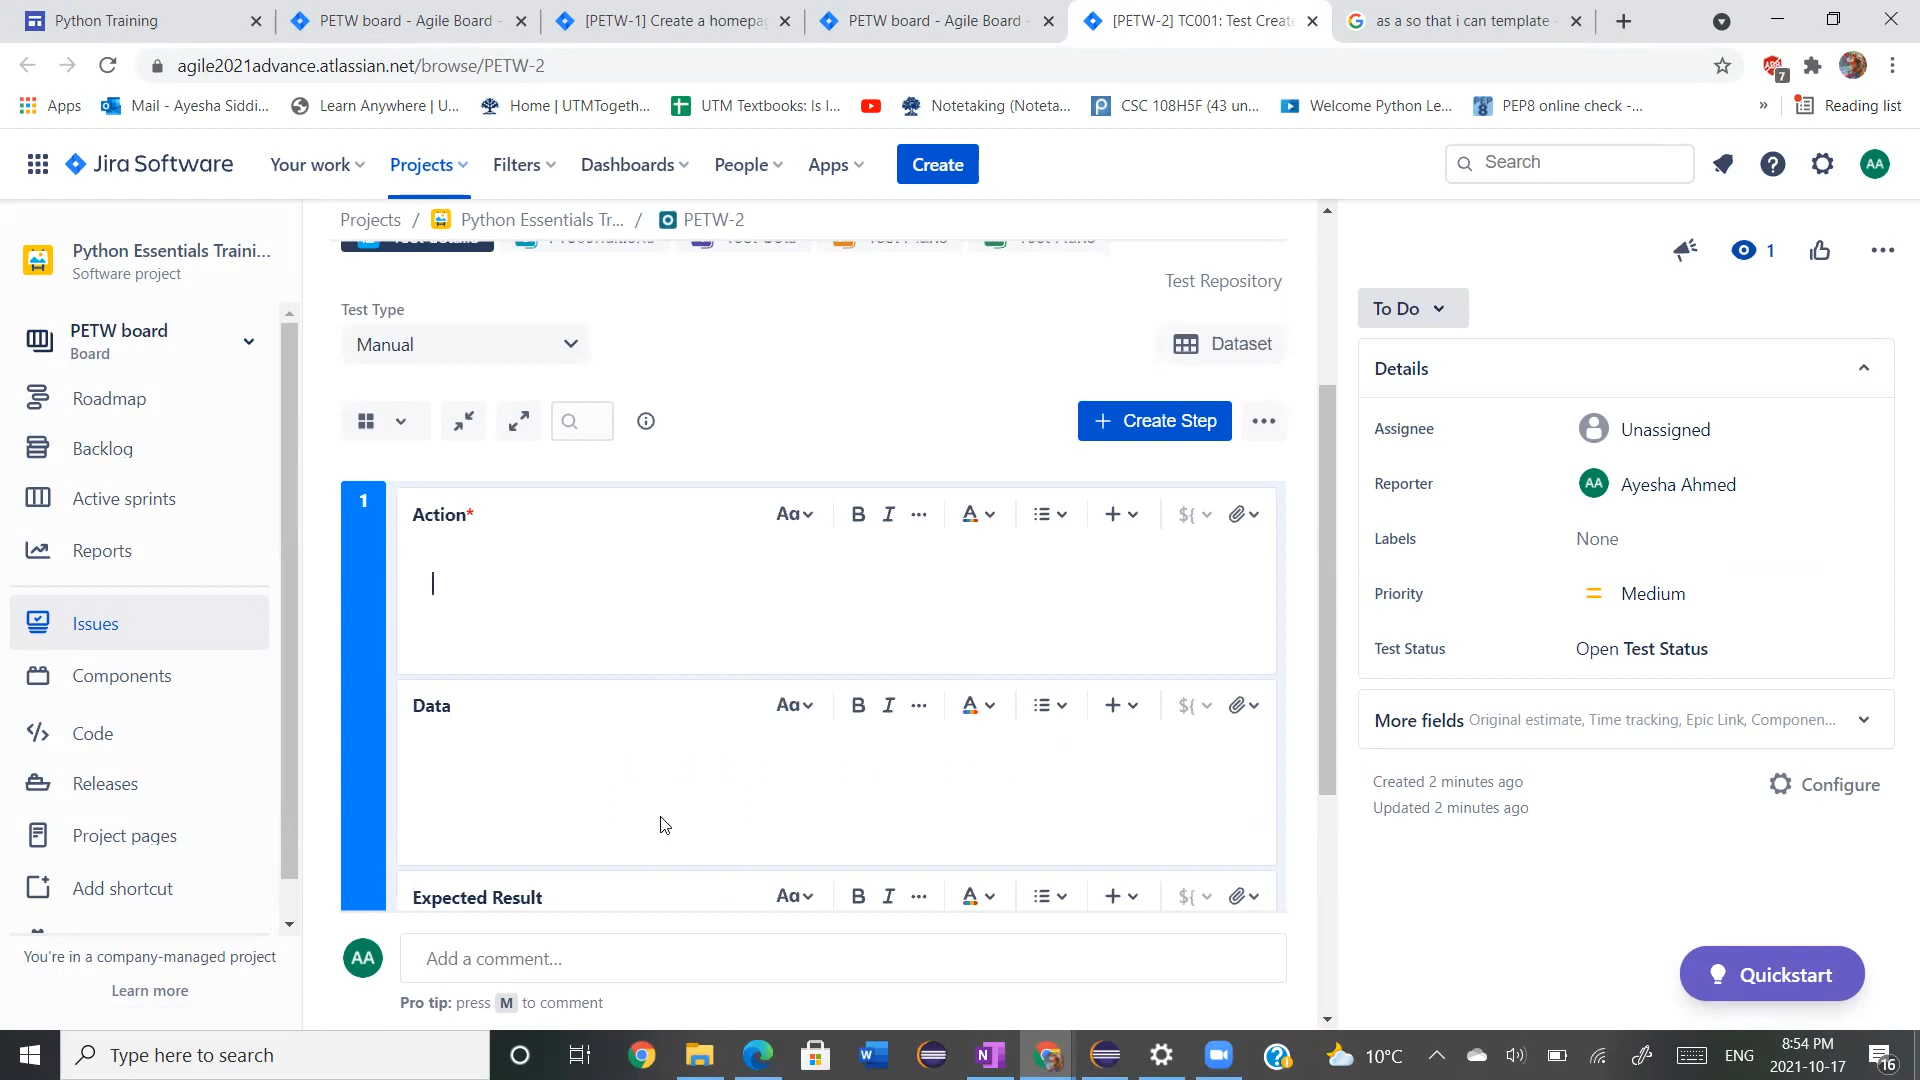 Python Training
PETW board - Agile Board -
[PETW-1] Create a homepag
PETW board - Agile Board -
[PETW-2] TC001: Test Create
as a so that i can template -
agile2021advance.atlassian.net/browse/PETW-2
7
Apps
Mail - Ayesha Siddi...
Learn Anywhere | U...
Home | UTMTogeth...
UTM Textbooks: Is I...
Notetaking (Noteta...
CSC 108H5F (43 un...
Welcome Python Le...
PEP8 online check -...
»
Reading list
Jira Software
Your work
Projects
Filters
Dashboards
People
Apps
Create
Search
AA
Python Essentials Traini...
Software project
PETW board
Board
Roadmap
Backlog
Active sprints
Reports
Issues
Components
Code
Releases
Project pages
Add shortcut
You're in a company-managed project
Learn more
Projects / Python Essentials Tr... / PETW-2
Test Repository
Test Type
Manual
Dataset
Create Step
1
Action*
Aa B I ... A ${
Data
Aa B I ... A ${
Expected Result
Aa B I ... A ${
AA
Add a comment...
Pro tip: press M to comment
1
To Do
Details
Assignee
Unassigned
Reporter
AA Ayesha Ahmed
Labels
None
Priority
Medium
Test Status
Open Test Status
More fields Original estimate, Time tracking, Epic Link, Componen...
Created 2 minutes ago
Updated 2 minutes ago
Configure
Quickstart
Type here to search
10°C
ENG
8:54 PM
2021-10-17
16